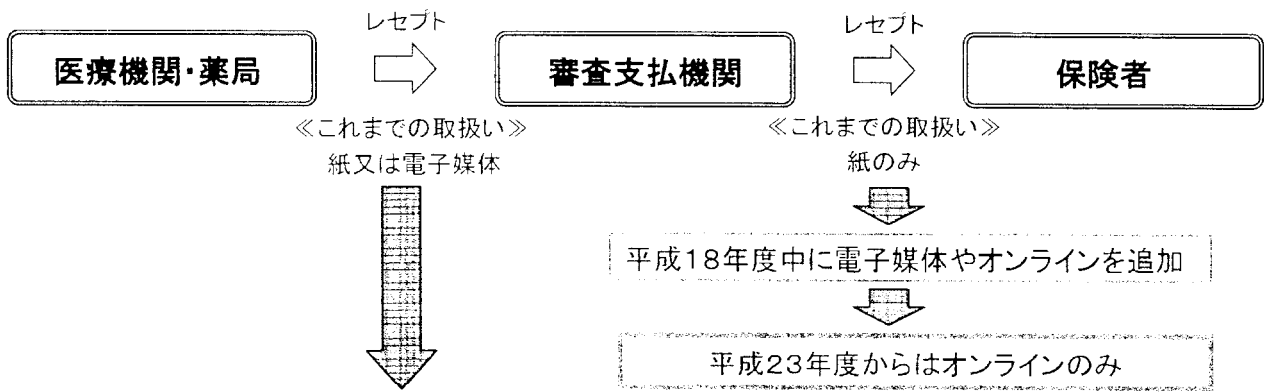 レセプト
レセプト
医療機関・薬局
審査支払機関
保険者
≪これまでの取扱い≫
≪これまでの取扱い≫
紙又は電子媒体
紙のみ
平成18年度中に電子媒体やオンラインを追加
平成23年度からはオンラインのみ